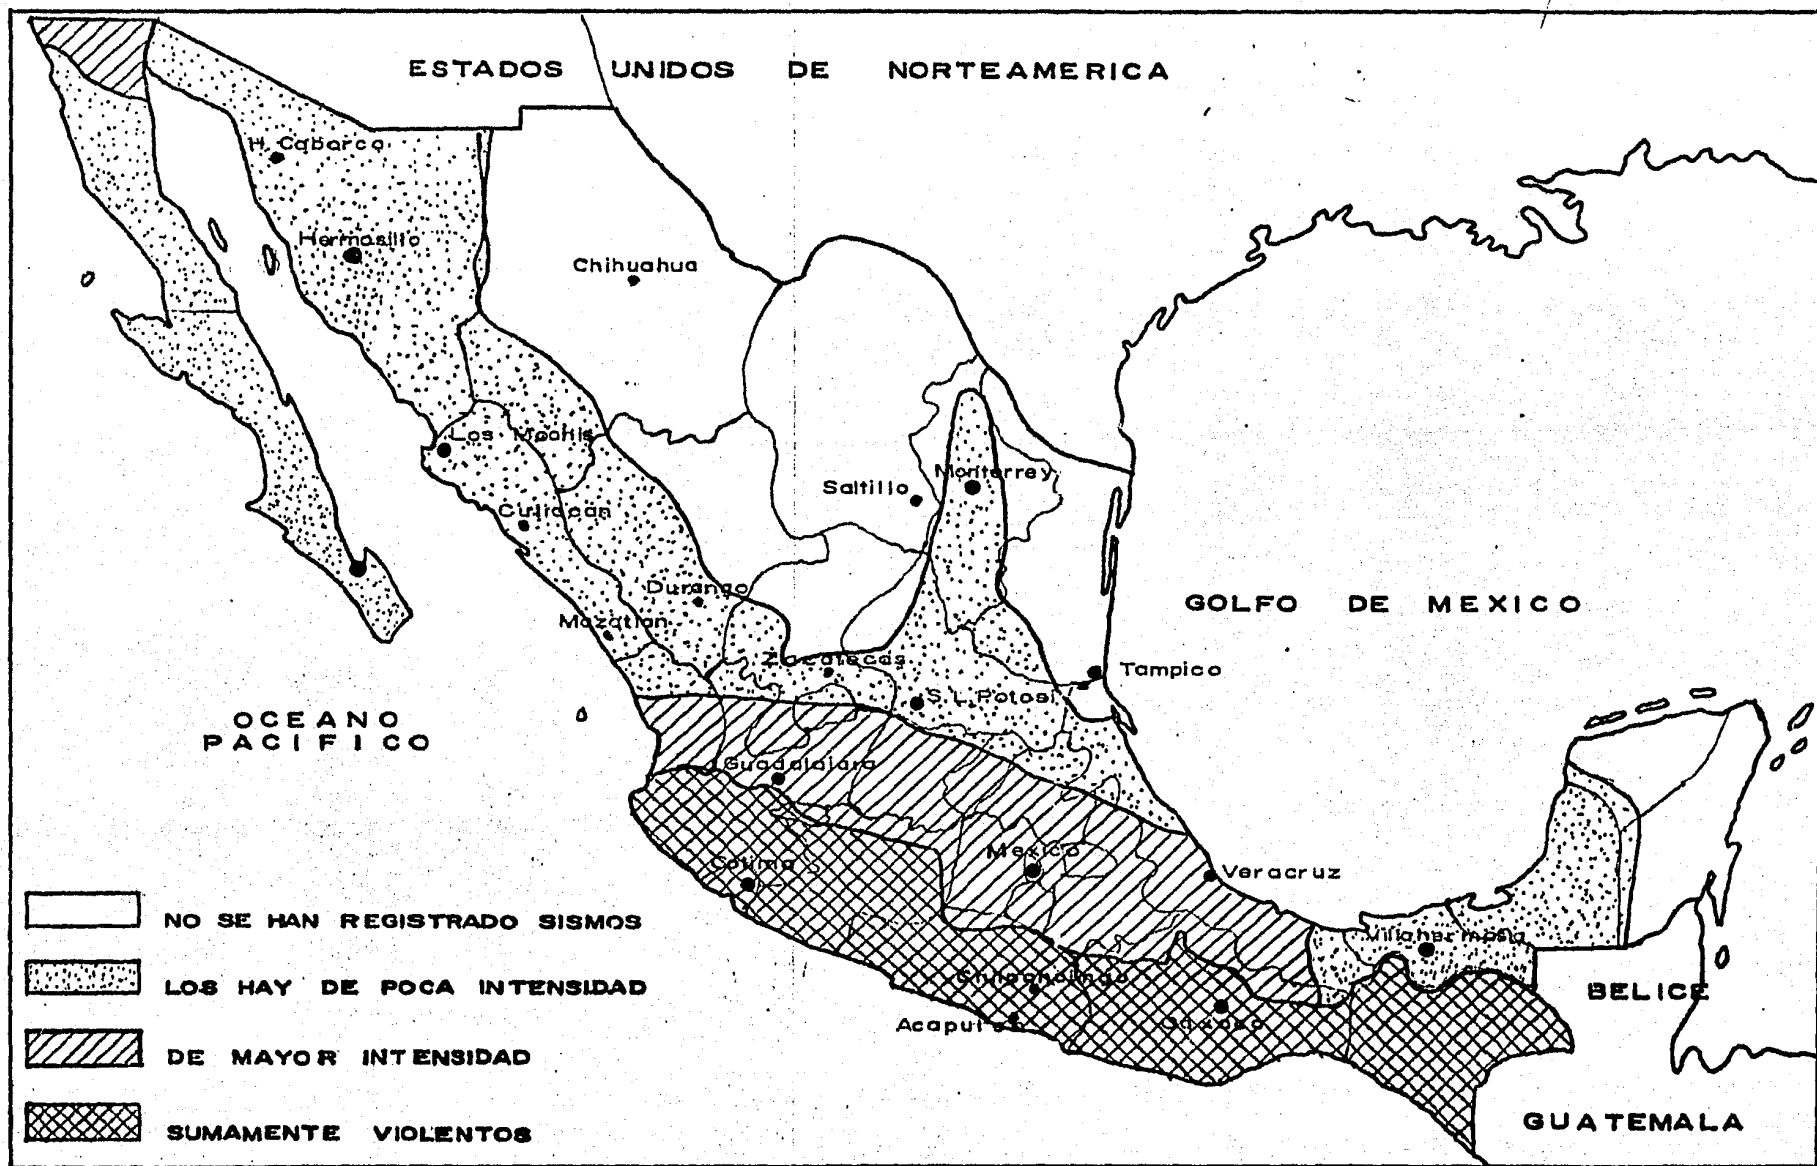 ESTADOS UNIDOS DE NORTEAMERICA
H. Caborca
Hermosillo
Chihuahua
Los Mochis
Monterrey
Saltillo
Culiacán
Durango
Mazatlan
GOLFO DE MEXICO
Zacatecas
Tampico
S.L.Potosi
OCEANO
PACIFICO
Guadalajara
Mexico
Colima
Veracruz
NO SE HAN REGISTRADO SISMOS
Villahermosa
LOS HAY DE POCA INTENSIDAD
Chilpancingo
BELICE
Acapulco
Oaxaca
DE MAYOR INTENSIDAD
SUMAMENTE VIOLENTOS
GUATEMALA